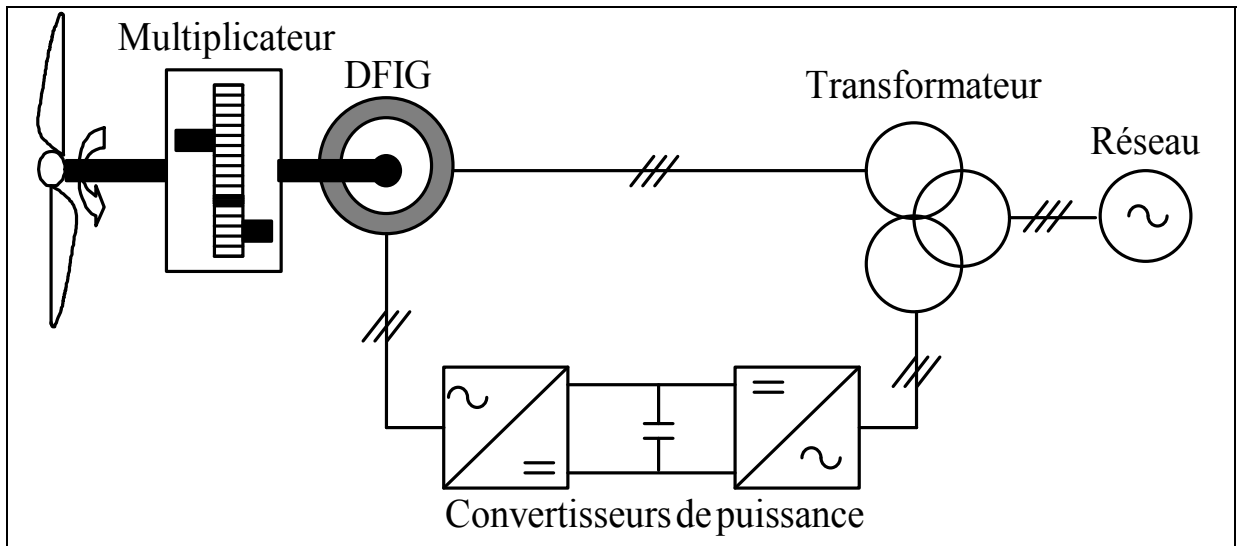 Multiplicateur
DFIG
Transformateur
Réseau
Convertisseurs de puissance